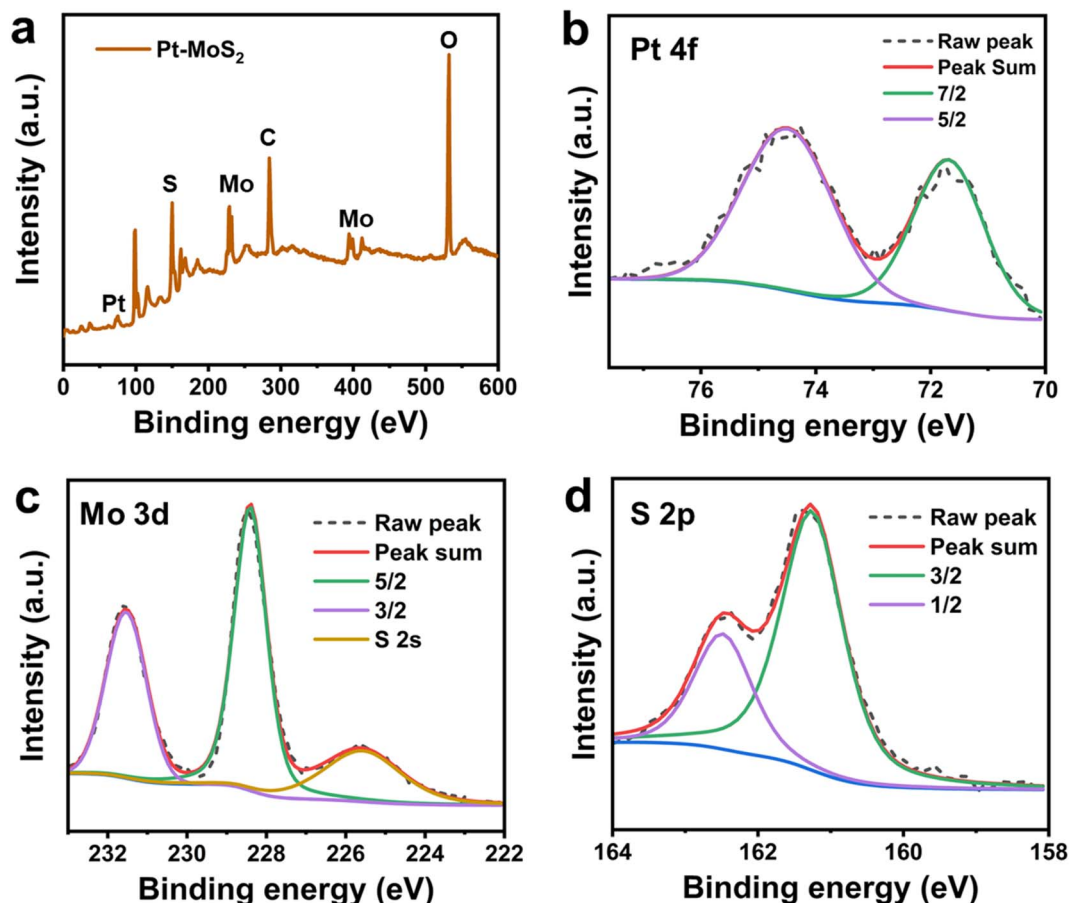 a
Pt-MoS₂
Pt
S
Mo
C
Mo
O
0 100 200 300 400 500 600
Binding energy (eV)
Intensity (a.u.)
b
Pt 4f
Raw peak
Peak Sum
7/2
5/2
76 74 72 70
Binding energy (eV)
Intensity (a.u.)
c
Mo 3d
Raw peak
Peak sum
5/2
3/2
S 2s
232 230 228 226 224 222
Binding energy (eV)
Intensity (a.u.)
d
S 2p
Raw peak
Peak sum
3/2
1/2
164 162 160 158
Binding energy (eV)
Intensity (a.u.)